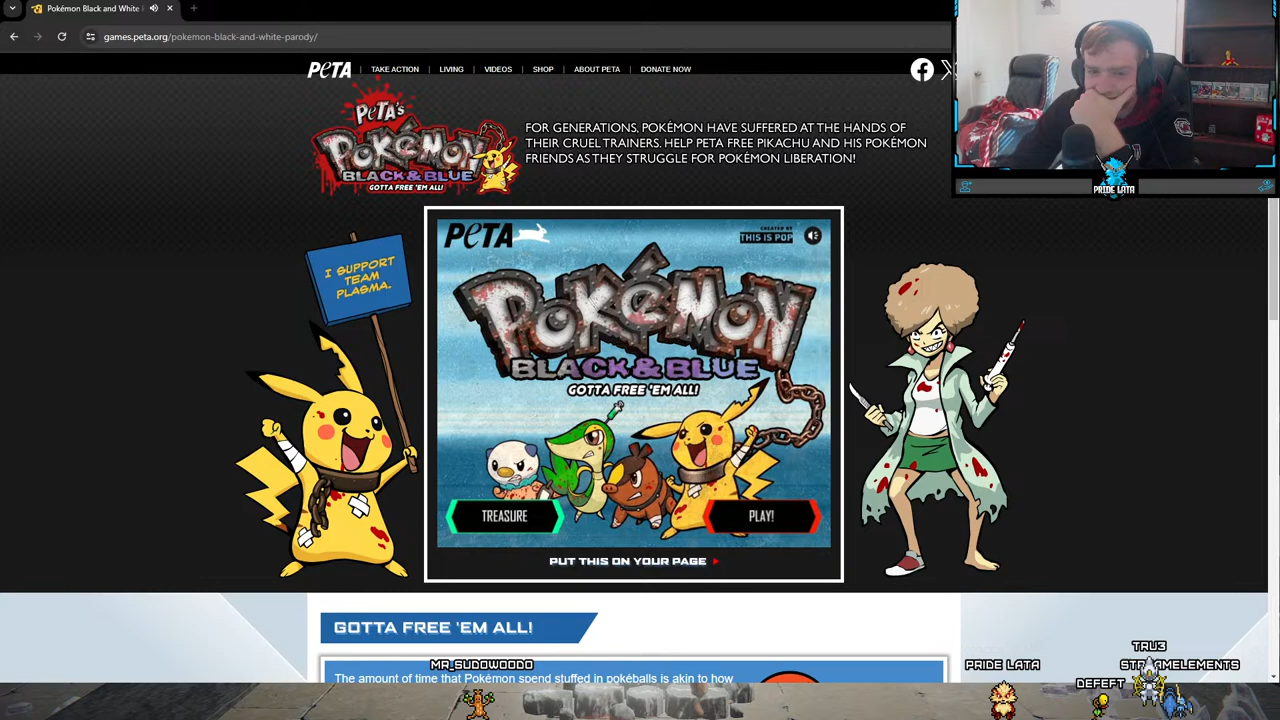 Pokémon Black and White
games.peta.org/pokemon-black-and-white-parody/
PETA
TAKE ACTION
LIVING
VIDEOS
SHOP
ABOUT PETA
DONATE NOW
PETA's
POKéMON
BLACK & BLUE
GOTTA FREE 'EM ALL!
FOR GENERATIONS, POKÉMON HAVE SUFFERED AT THE HANDS OF
THEIR CRUEL TRAINERS. HELP PETA FREE PIKACHU AND HIS POKÉMON
FRIENDS AS THEY STRUGGLE FOR POKÉMON LIBERATION!
PRIDE LATA
I SUPPORT
TEAM
PLASMA.
PETA
CREATED BY
THIS IS POP
POKéMON
BLACK & BLUE
GOTTA FREE 'EM ALL!
TREASURE
PLAY!
PUT THIS ON YOUR PAGE
GOTTA FREE 'EM ALL!
The amount of time that Pokémon spend stuffed in pokéballs is akin to how
MR_SUDOWOODO
PRIDE LATA
TRU3
STREAMELEMENTS
DEFEFT